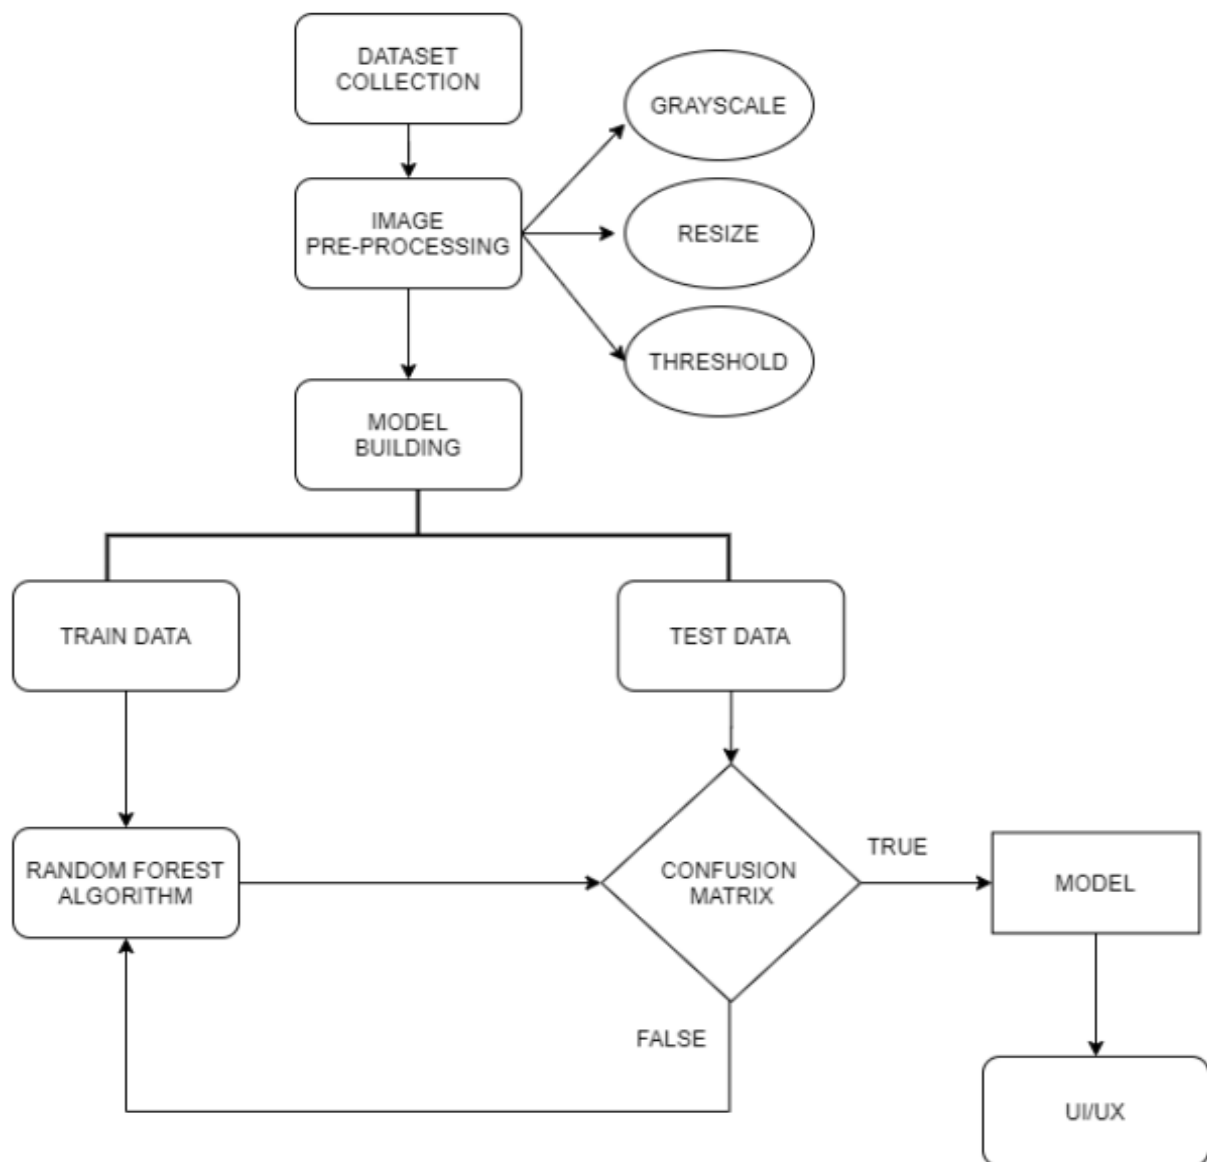 DATASET
COLLECTION
GRAYSCALE
IMAGE
PRE-PROCESSING
RESIZE
THRESHOLD
MODEL
BUILDING
TRAIN DATA
TEST DATA
RANDOM FOREST
ALGORITHM
CONFUSION
MATRIX
TRUE
MODEL
FALSE
UI/UX